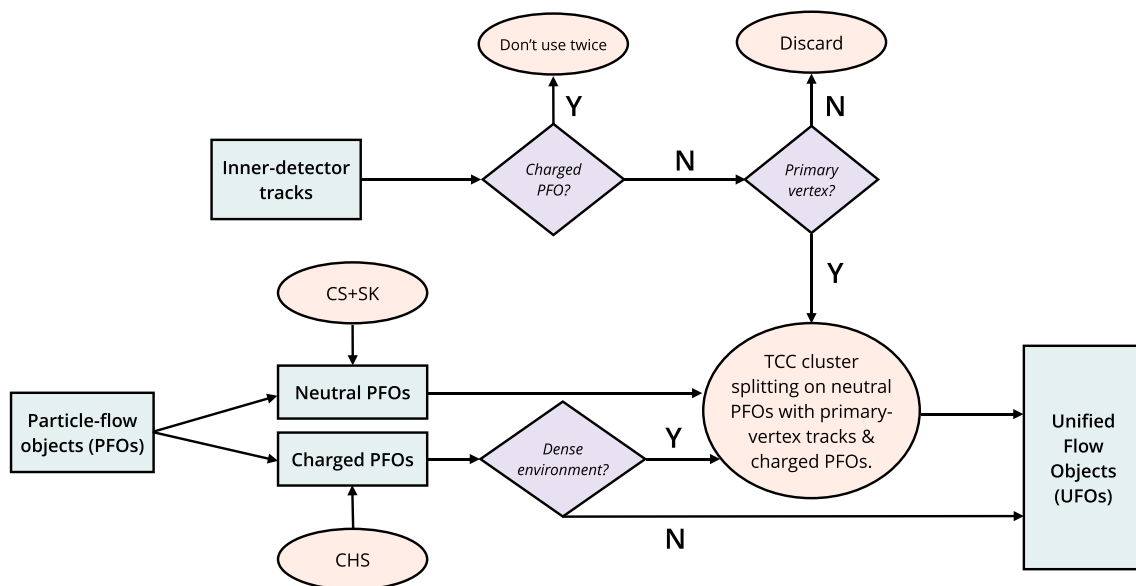 Don't use twice
Discard
Y
N
Inner-detector
tracks
Charged
PFO?
N
Primary
vertex?
Y
CS+SK
Neutral PFOs
Particle-flow
objects (PFOs)
Charged PFOs
Dense
environment?
Y
TCC cluster
splitting on neutral
PFOs with primary-
vertex tracks &
charged PFOs.
Unified
Flow
Objects
(UFOs)
N
CHS